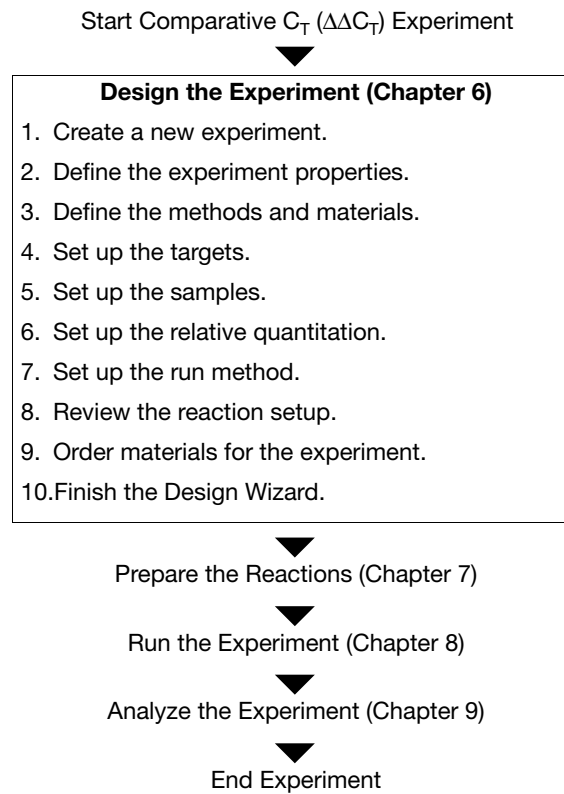 Start Comparative CT (ΔΔCT) Experiment
Design the Experiment (Chapter 6)
1. Create a new experiment.
2. Define the experiment properties.
3. Define the methods and materials.
4. Set up the targets.
5. Set up the samples.
6. Set up the relative quantitation.
7. Set up the run method.
8. Review the reaction setup.
9. Order materials for the experiment.
10.Finish the Design Wizard.
Prepare the Reactions (Chapter 7)
Run the Experiment (Chapter 8)
Analyze the Experiment (Chapter 9)
End Experiment